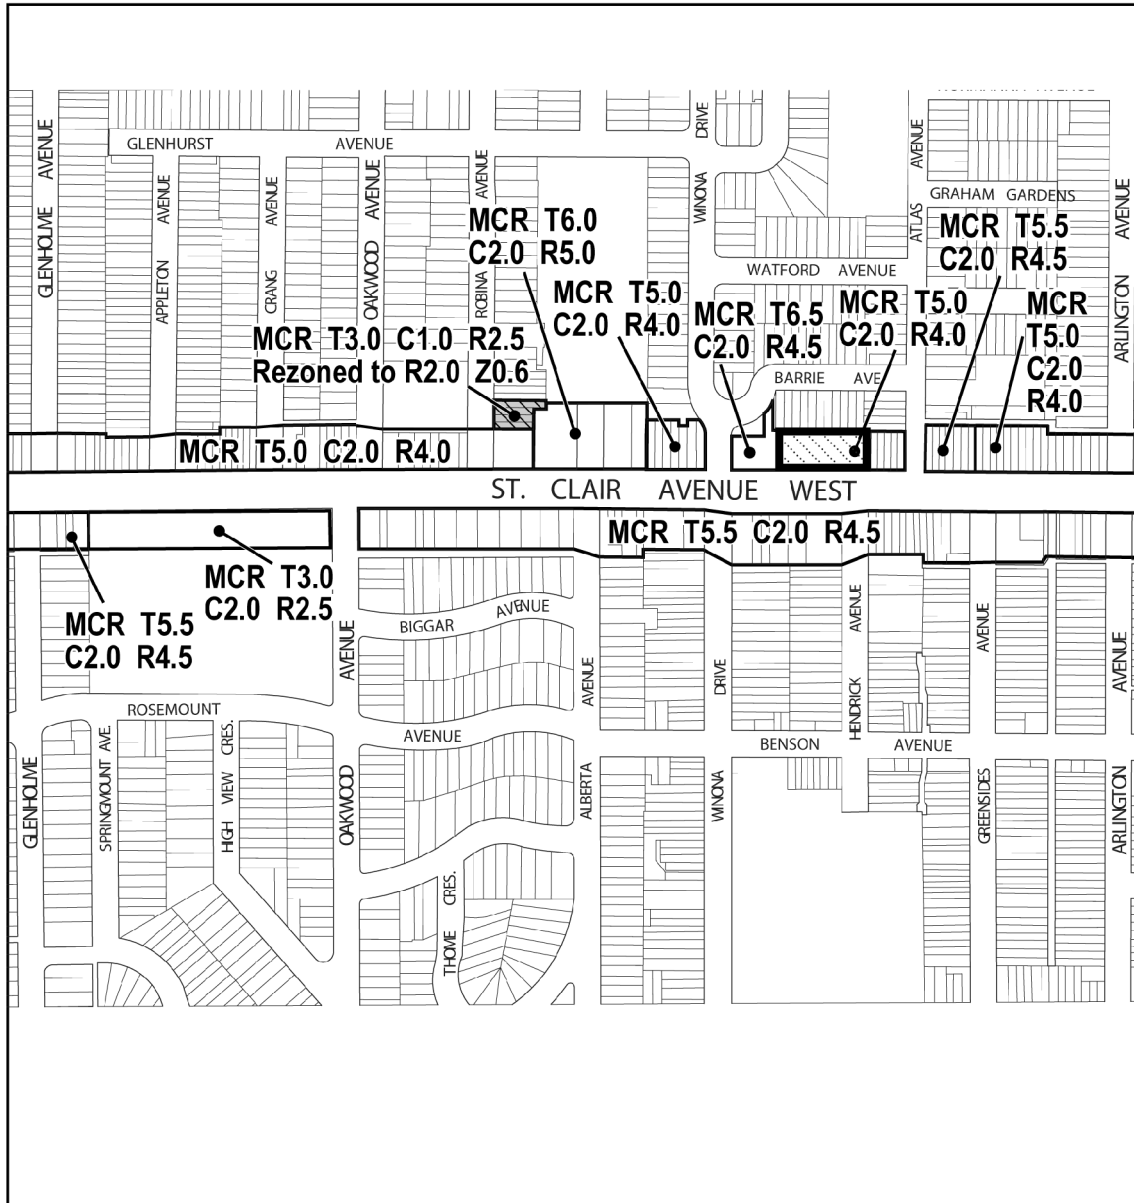 GLENHURST AVENUE
GLENHOLME AVENUE
APPLETON AVENUE
CRANG AVENUE
OAKWOOD AVENUE
ROBINA AVENUE
WINONA DRIVE
ATLAS AVENUE
GRAHAM GARDENS
ARLINGTON AVENUE
WATFORD AVENUE
BARRIE AVE
MCR T6.0
C2.0 R5.0
MCR T5.0
C2.0 R4.0
MCR T6.5
C2.0 R4.5
MCR T5.0
C2.0 R4.0
MCR T5.5
C2.0 R4.5
MCR
T5.0
C2.0
R4.0
MCR T3.0 C1.0 R2.5
Rezoned to R2.0 Z0.6
MCR T5.0 C2.0 R4.0
ST. CLAIR AVENUE WEST
MCR T5.5 C2.0 R4.5
MCR T3.0
C2.0 R2.5
MCR T5.5
C2.0 R4.5
BIGGAR AVENUE
ROSEMOUNT AVENUE
BENSON AVENUE
GLENHOLME
SPRINGMOUNT AVE.
HIGH VIEW CRES.
OAKWOOD AVENUE
THOME CRES.
ALBERTA AVENUE
WINONA DRIVE
HENDRICK AVENUE
GREENSIDES AVENUE
ARLINGTON AVENUE